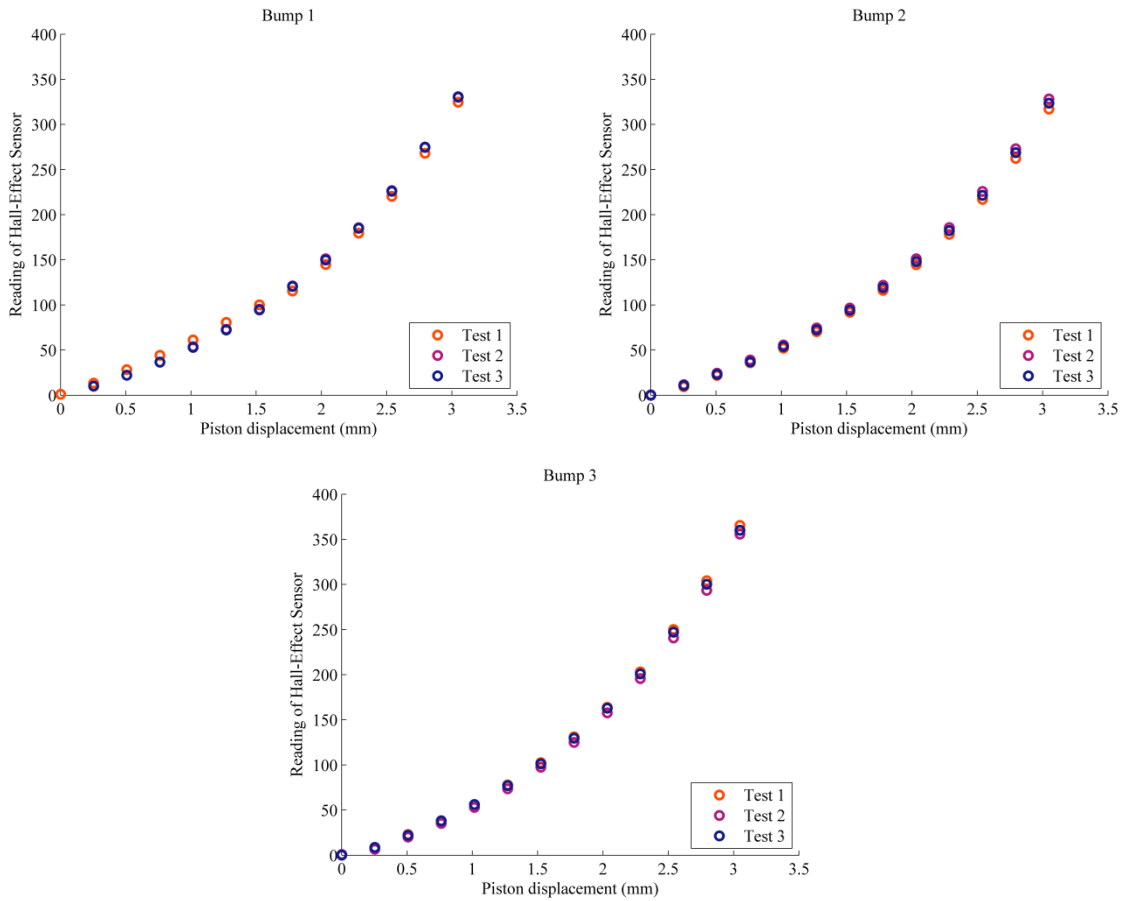 Bump 1
400
350
300
250
200
150
100
50
0
Reading of Hall-Effect Sensor
0 0.5 1 1.5 2 2.5 3 3.5
Piston displacement (mm)
Test 1
Test 2
Test 3
Bump 2
400
350
300
250
200
150
100
50
0
Reading of Hall-Effect Sensor
0 0.5 1 1.5 2 2.5 3 3.5
Piston displacement (mm)
Test 1
Test 2
Test 3
Bump 3
400
350
300
250
200
150
100
50
0
Reading of Hall-Effect Sensor
0 0.5 1 1.5 2 2.5 3 3.5
Piston displacement (mm)
Test 1
Test 2
Test 3